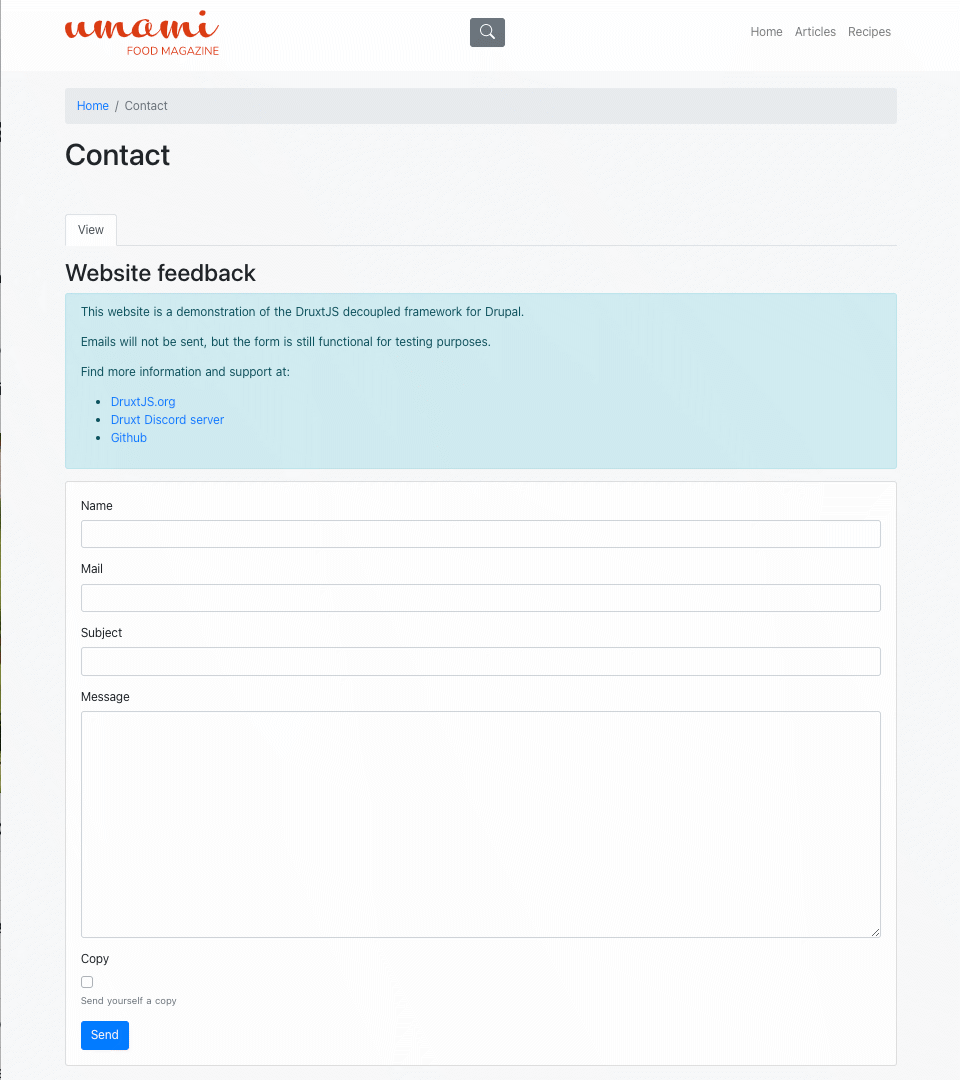 umami
FOOD MAGAZINE
Home Articles Recipes
Home / Contact
Contact
View
Website feedback
This website is a demonstration of the DruxtJS decoupled framework for Drupal.
Emails will not be sent, but the form is still functional for testing purposes.
Find more information and support at:
DruxtJS.org
Druxt Discord server
Github
Name
Mail
Subject
Message
Copy
Send yourself a copy
Send